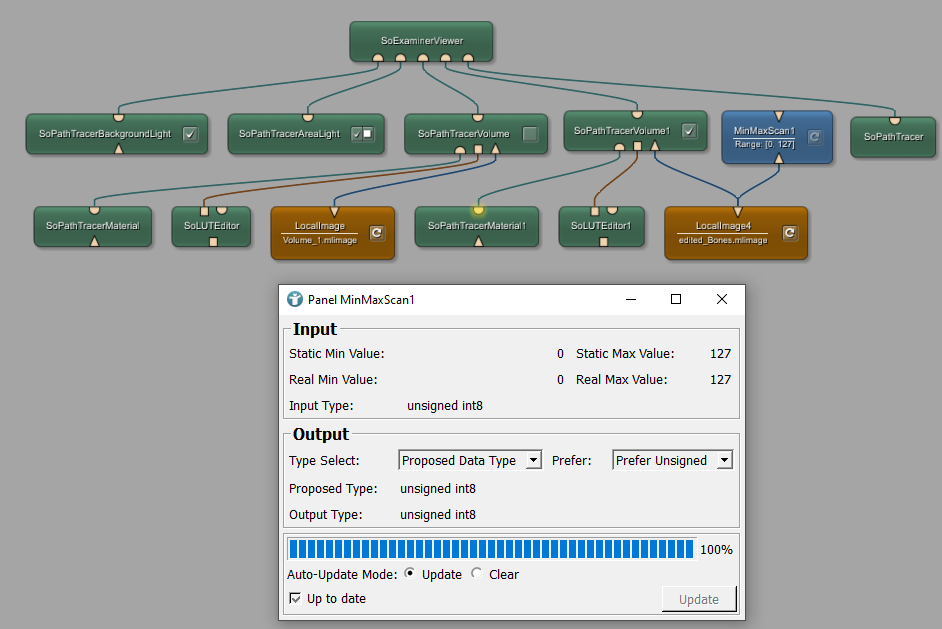 SoExaminerViewer
SoPathTracerBackgroundLight
SoPathTracerAreaLight
SoPathTracerVolume
SoPathTracerVolume1
MinMaxScan1
Range: [0, 127]
SoPathTracer
SoPathTracerMaterial
SoLUTEditor
LocalImage
Volume_1.mlimage
SoPathTracerMaterial1
SoLUTEditor1
LocalImage4
edited_Bones.mlimage
Panel MinMaxScan1
Input
Static Min Value: 0 Static Max Value: 127
Real Min Value: 0 Real Max Value: 127
Input Type: unsigned int8
Output
Type Select: Proposed Data Type Prefer: Prefer Unsigned
Proposed Type: unsigned int8
Output Type: unsigned int8
100%
Auto-Update Mode: Update Clear
Up to date Update